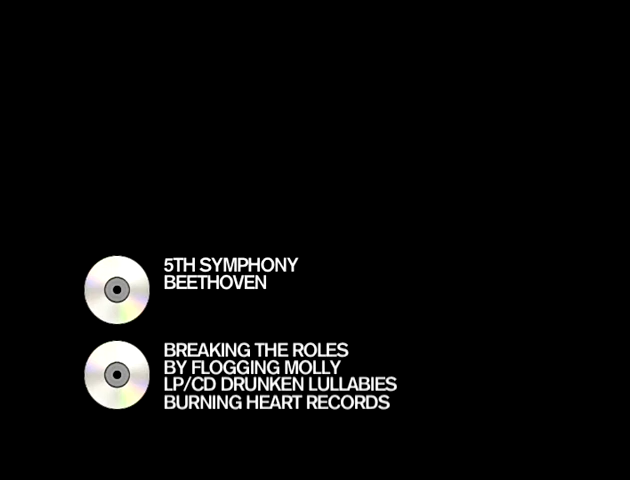 5TH SYMPHONY
BEETHOVEN
BREAKING THE ROLES
BY FLOGGING MOLLY
LP/CD DRUNKEN LULLABIES
BURNING HEART RECORDS